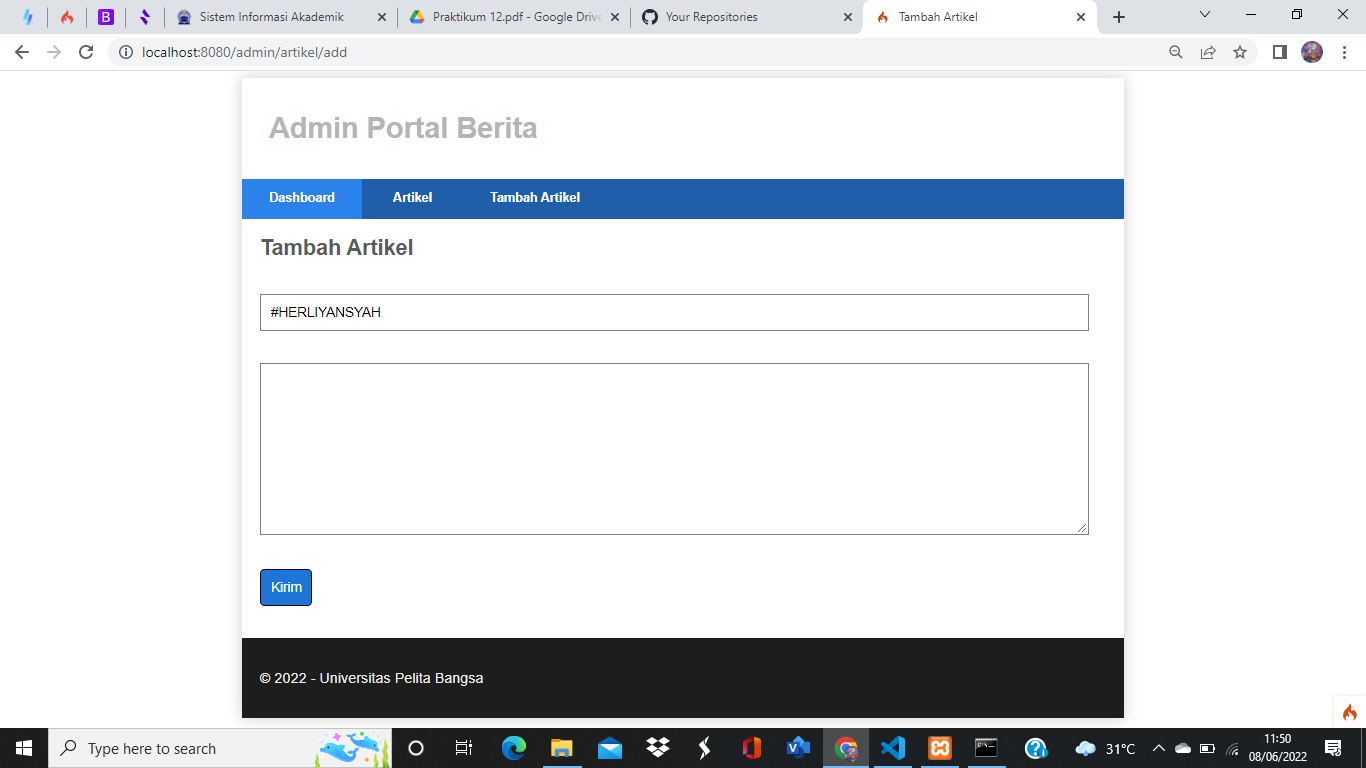 Sistem Informasi Akademik
Praktikum 12.pdf - Google Drive
Your Repositories
Tambah Artikel
localhost:8080/admin/artikel/add
Admin Portal Berita
Dashboard
Artikel
Tambah Artikel
Tambah Artikel
#HERLIYANSYAH
Kirim
© 2022 - Universitas Pelita Bangsa
Type here to search
31°C
11:50
08/06/2022